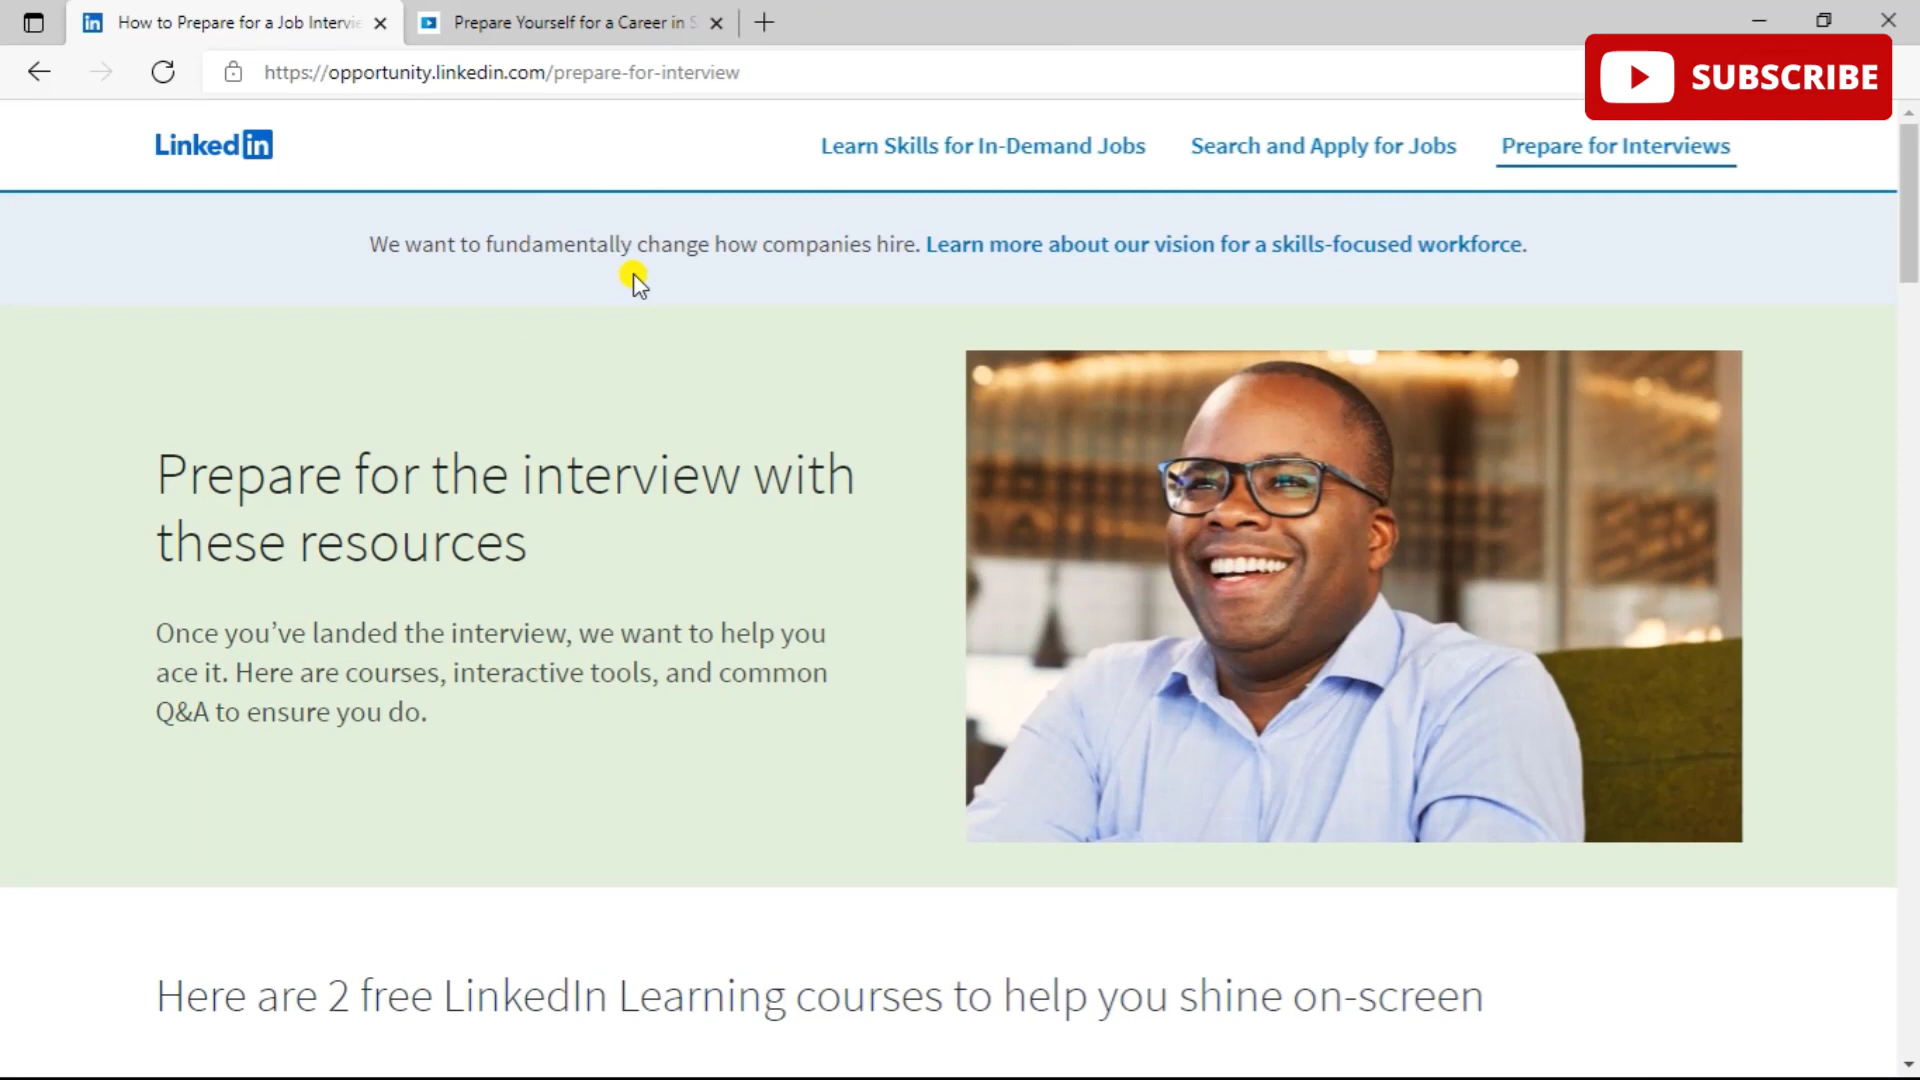 How to Prepare for a Job Intervie
Prepare Yourself for a Career in S
https://opportunity.linkedin.com/prepare-for-interview
SUBSCRIBE
Linked in
Learn Skills for In-Demand Jobs
Search and Apply for Jobs
Prepare for Interviews
We want to fundamentally change how companies hire. Learn more about our vision for a skills-focused workforce.
Prepare for the interview with
these resources
Once you’ve landed the interview, we want to help you
ace it. Here are courses, interactive tools, and common
Q&A to ensure you do.
Here are 2 free LinkedIn Learning courses to help you shine on-screen